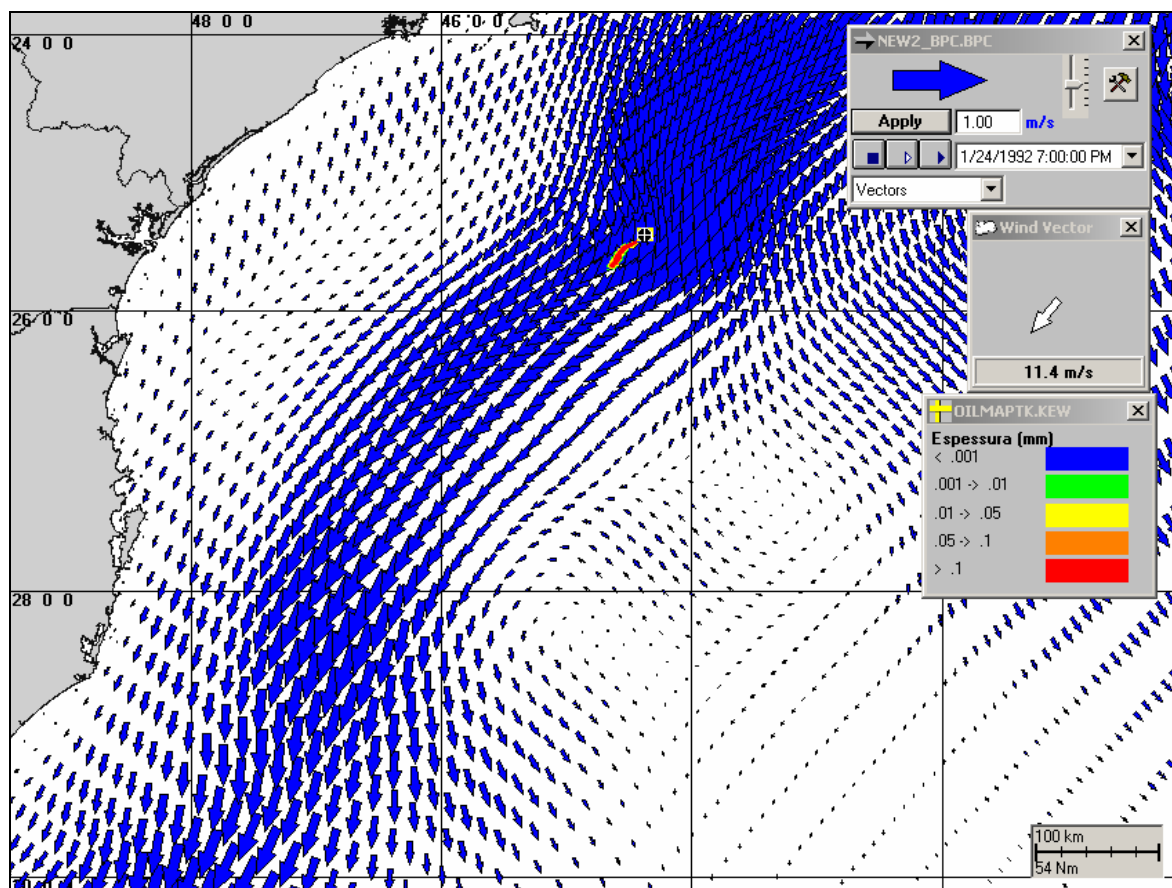 48 0 0
46 0 0
24 0 0
26 0 0
28 0 0
NEW2_BPC.BPC
Apply
1.00
m/s
1/24/1992 7:00:00 PM
Vectors
Wind Vector
11.4 m/s
OILMAPTK.KEW
Espessura (mm)
< .001
.001 -> .01
.01 -> .05
.05 -> .1
> .1
100 km
54 Nm